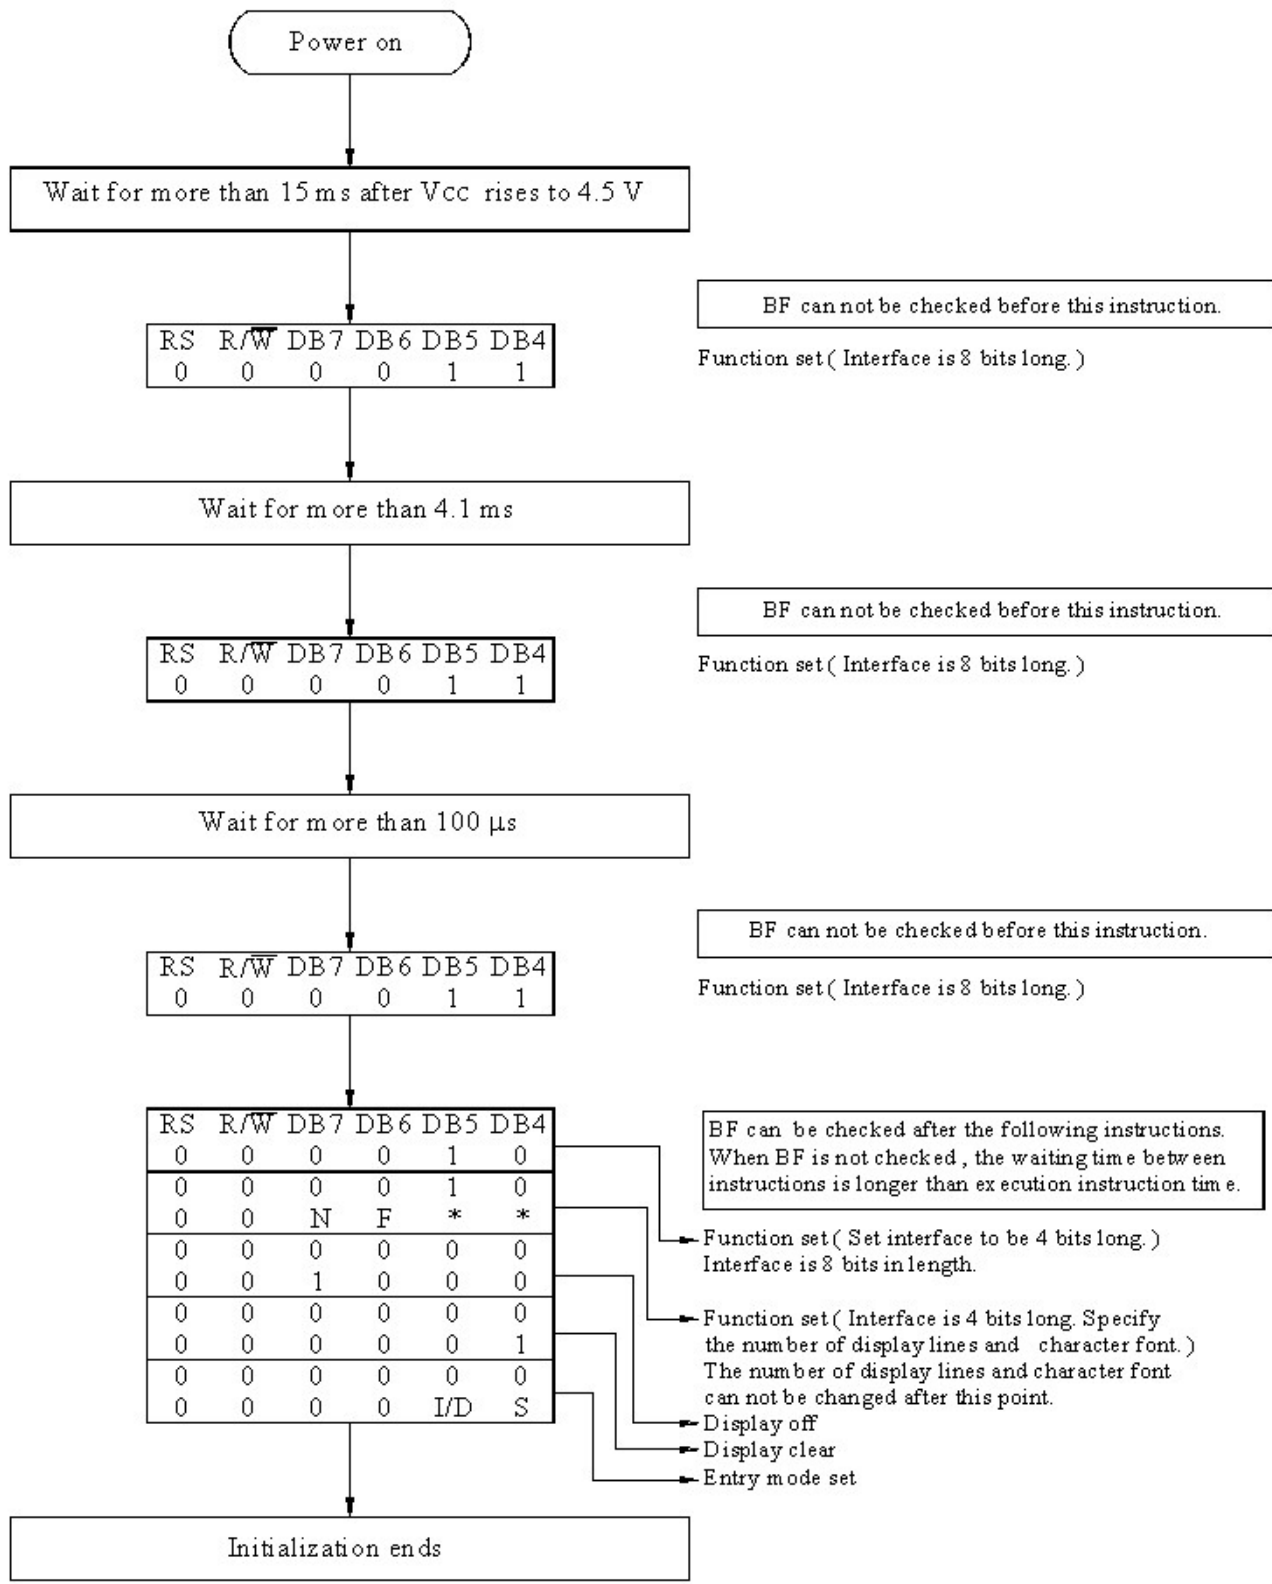 Power on
Wait for more than 15 ms after VCC rises to 4.5 V
BF can not be checked before this instruction.
RS R/W̅ DB7 DB6 DB5 DB4
0 0 0 0 1 1
Function set ( Interface is 8 bits long. )
Wait for more than 4.1 ms
BF can not be checked before this instruction.
RS R/W̅ DB7 DB6 DB5 DB4
0 0 0 0 1 1
Function set ( Interface is 8 bits long. )
Wait for more than 100 μs
BF can not be checked before this instruction.
RS R/W̅ DB7 DB6 DB5 DB4
0 0 0 0 1 1
Function set ( Interface is 8 bits long. )
RS R/W̅ DB7 DB6 DB5 DB4
0 0 0 0 1 0
0 0 0 0 1 0
0 0 N F * *
0 0 0 0 0 0
0 0 1 0 0 0
0 0 0 0 0 0
0 0 0 0 0 1
0 0 0 0 0 0
0 0 0 0 I/D S
BF can be checked after the following instructions.
When BF is not checked , the waiting time between
instructions is longer than execution instruction time.
Function set ( Set interface to be 4 bits long. )
Interface is 8 bits in length.
Function set ( Interface is 4 bits long. Specify
the number of display lines and character font. )
The number of display lines and character font
can not be changed after this point.
Display off
Display clear
Entry mode set
Initialization ends